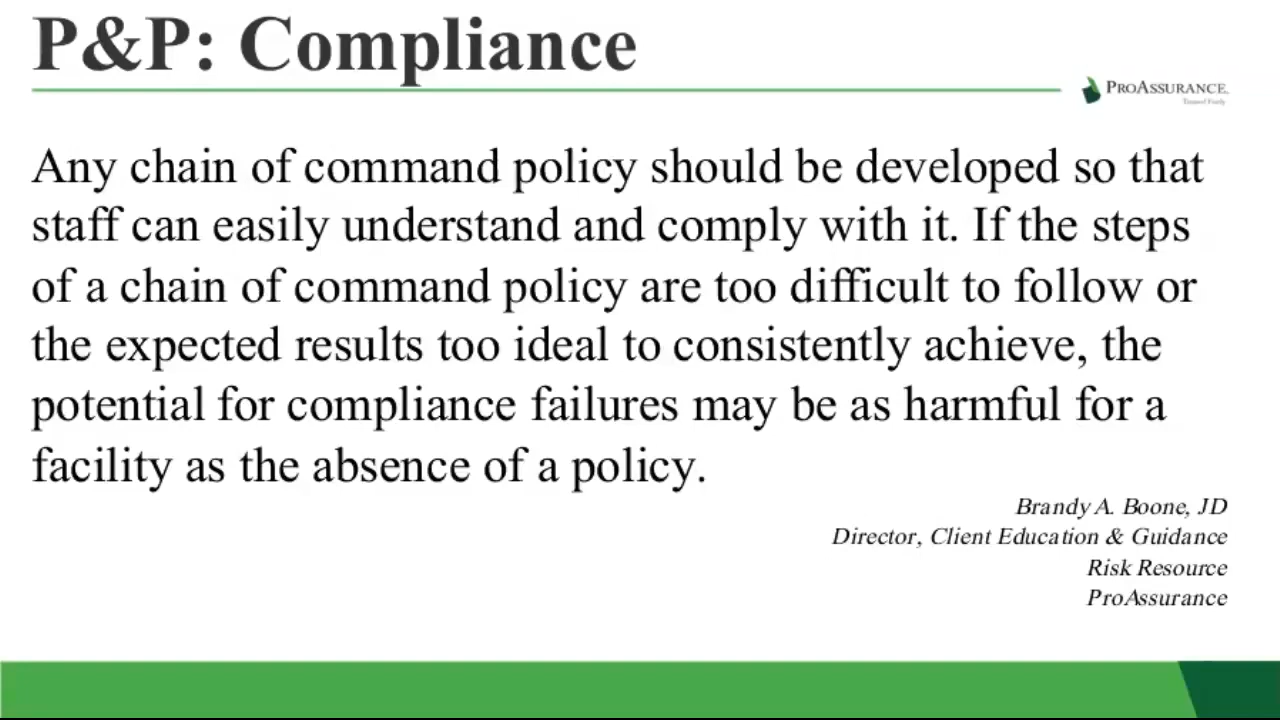 P&P: Compliance
PROASSURANCE
Treated Fairly
Any chain of command policy should be developed so that
staff can easily understand and comply with it. If the steps
of a chain of command policy are too difficult to follow or
the expected results too ideal to consistently achieve, the
potential for compliance failures may be as harmful for a
facility as the absence of a policy.
Brandy A. Boone, JD
Director, Client Education & Guidance
Risk Resource
ProAssurance